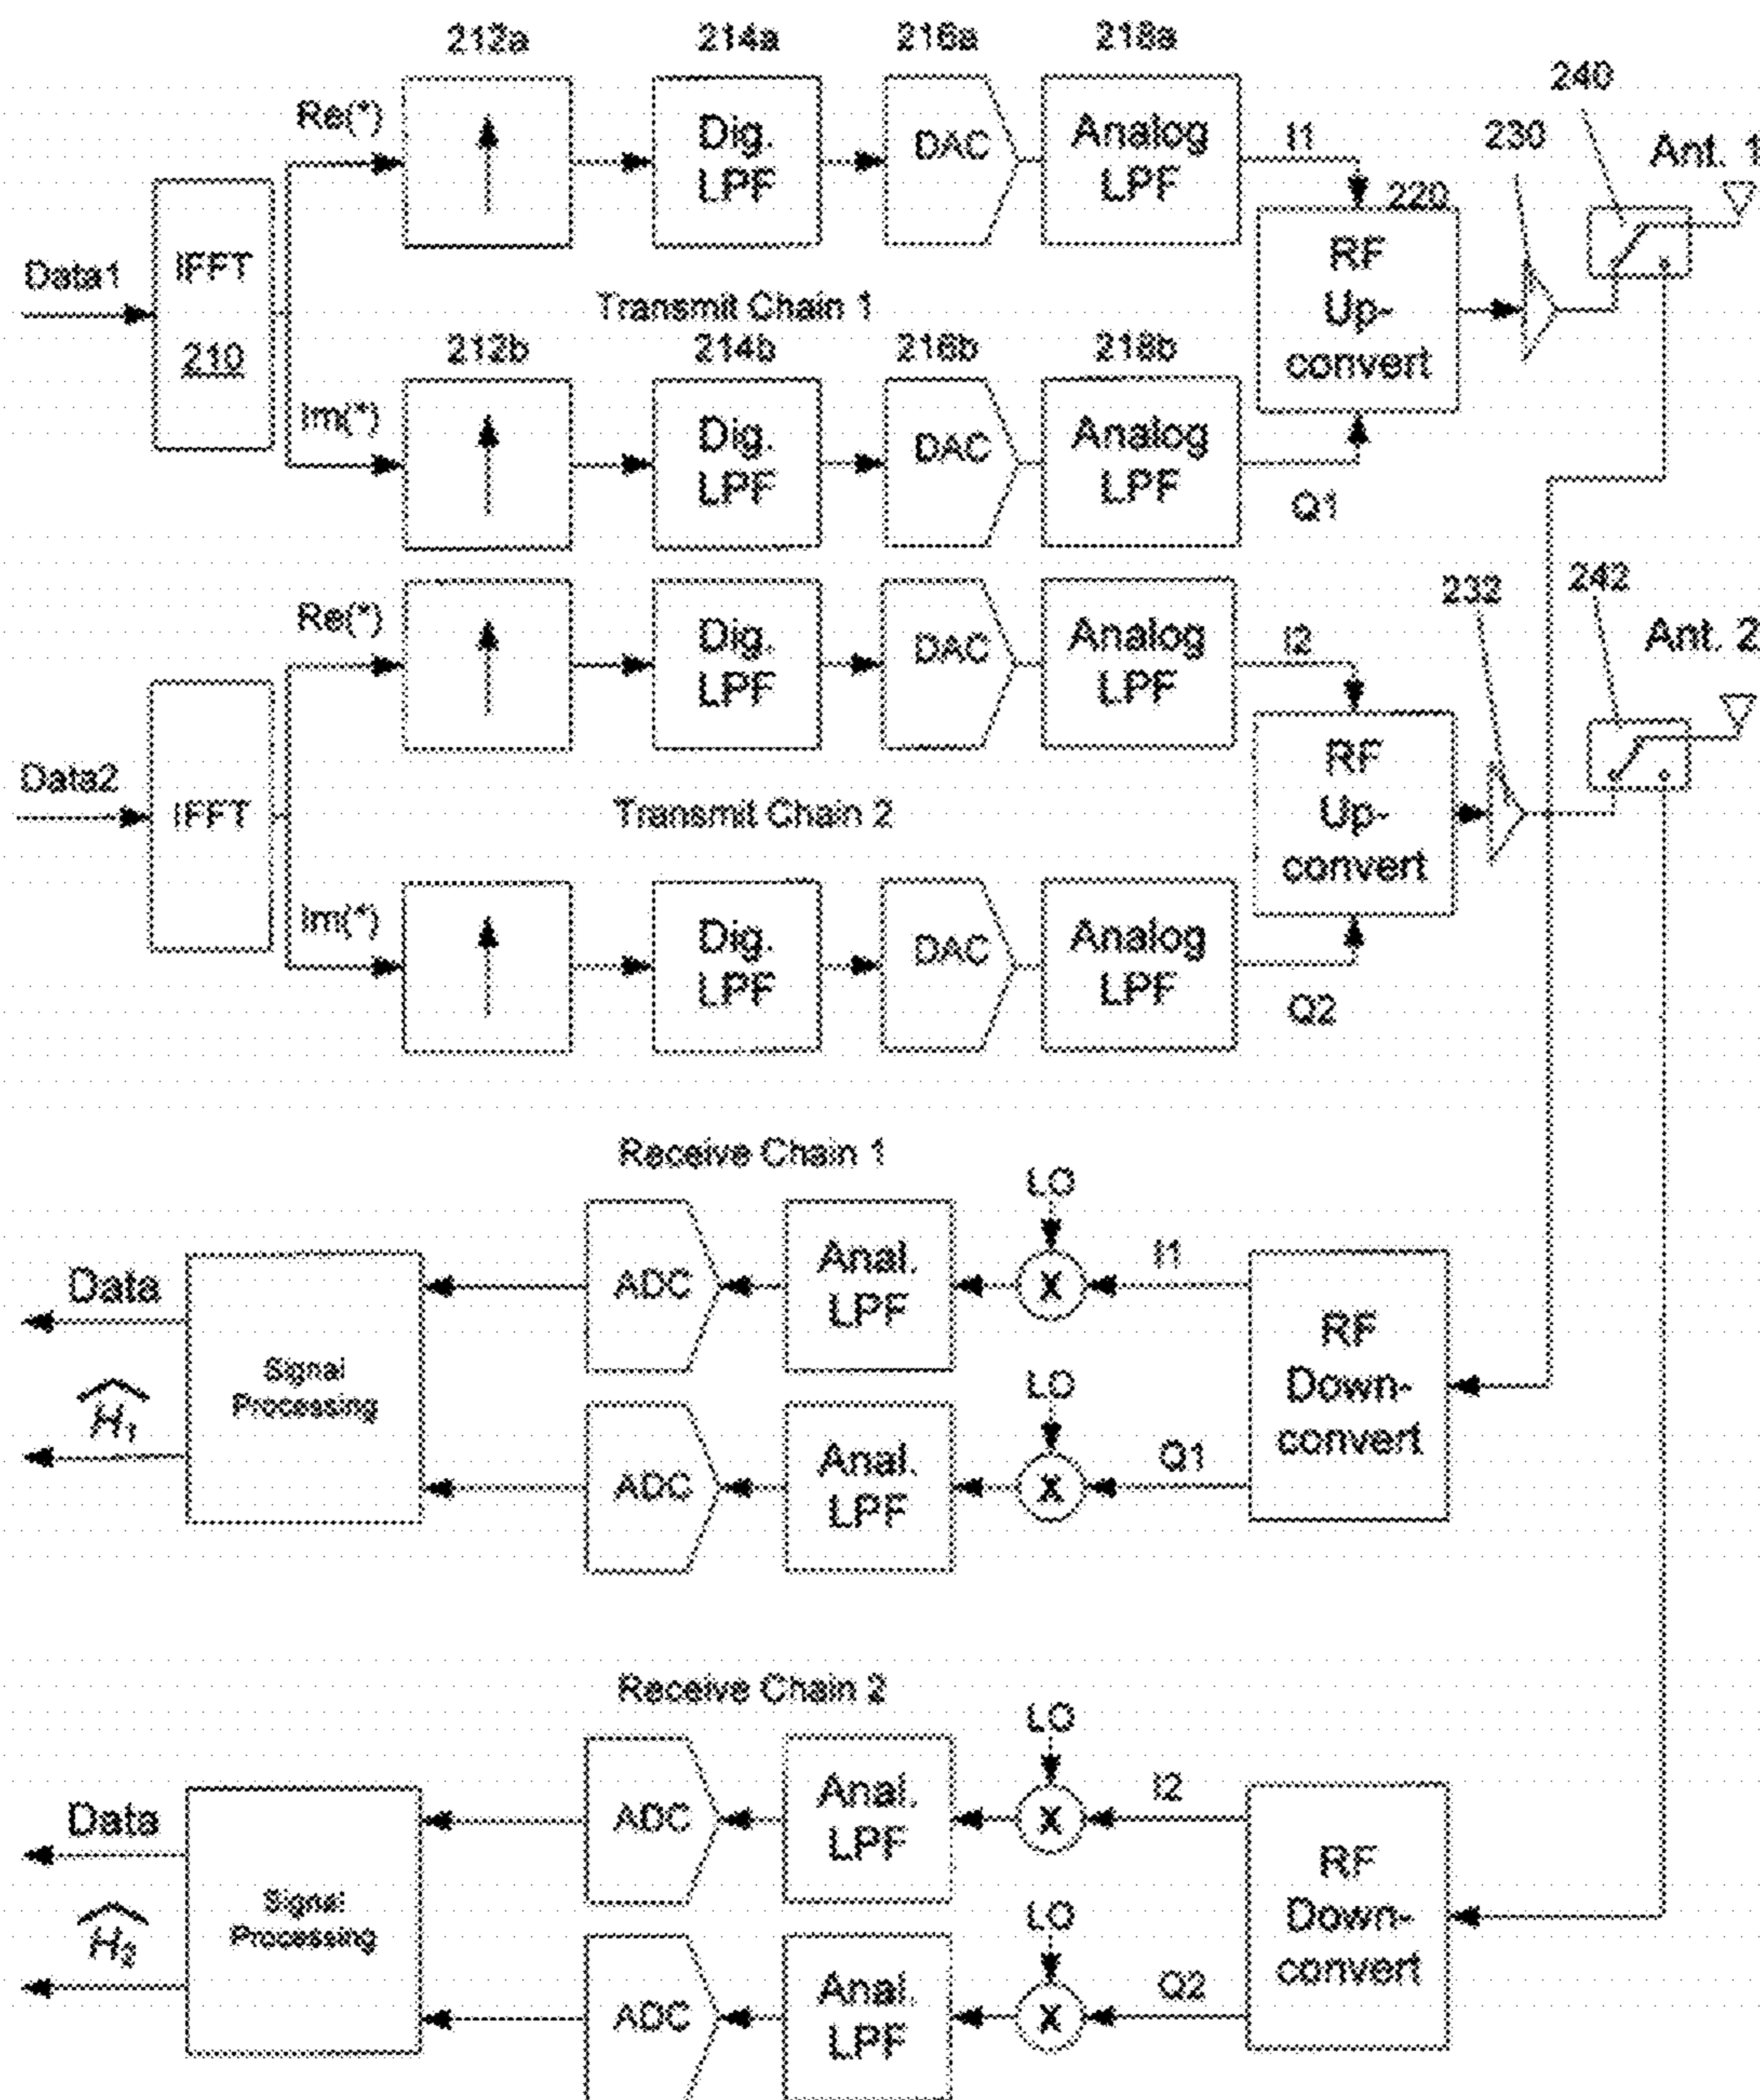 212a 214a 216a 218a
240
230
Ant. 1
Re(*)
Dig.
LPF
DAC
Analog
LPF
I1
220
RF
Up-
convert
Data1
IFFT
210
Transmit Chain 1
212b 214b 216b 218b
Im(*)
Dig.
LPF
DAC
Analog
LPF
Q1
232
242
Ant. 2
Re(*)
Dig.
LPF
DAC
Analog
LPF
I2
RF
Up-
convert
Data2
IFFT
Transmit Chain 2
Im(*)
Dig.
LPF
DAC
Analog
LPF
Q2
Receive Chain 1
LO
Data
Signal
Processing
ADC
Anal.
LPF
X
I1
RF
Down-
convert
Ĥ₁
LO
ADC
Anal.
LPF
X
Q1
Receive Chain 2
LO
Data
Signal
Processing
ADC
Anal.
LPF
X
I2
RF
Down-
convert
Ĥ₂
LO
ADC
Anal.
LPF
X
Q2